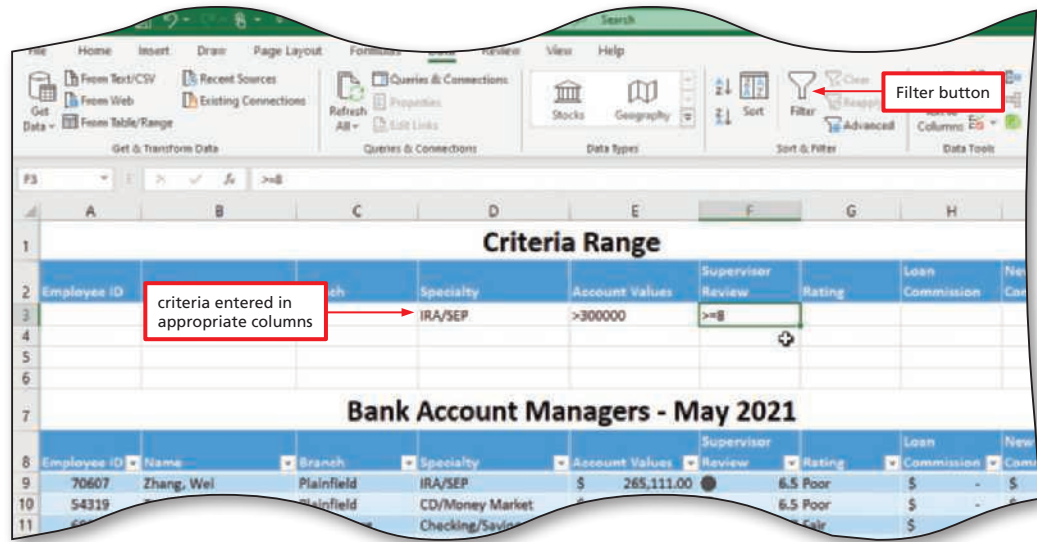 Search
File Home Insert Draw Page Layout Formulas Data Review View Help
Get Data
From Text/CSV
From Web
From Table/Range
Recent Sources
Existing Connections
Get & Transform Data
Refresh All
Queries & Connections
Properties
Edit Links
Queries & Connections
Stocks Geography
Data Types
Sort
Filter
Clear
Reapply
Advanced
Sort & Filter
Columns
Data Tools
Filter button
F3 fx >=8
A B C D E F G H
1 Criteria Range
2 Employee ID Specialty Account Values Supervisor Review Rating Loan Commission New
criteria entered in
appropriate columns
3 IRA/SEP >300000 >=8
4
5
6
7 Bank Account Managers - May 2021
8 Employee ID Name Branch Specialty Account Values Supervisor Review Rating Loan Commission New
9 70607 Zhang, Wei Plainfield IRA/SEP $ 265,111.00 6.5 Poor $ - $
10 54319 Plainfield CD/Money Market 6.5 Poor $ -
11 Fair $